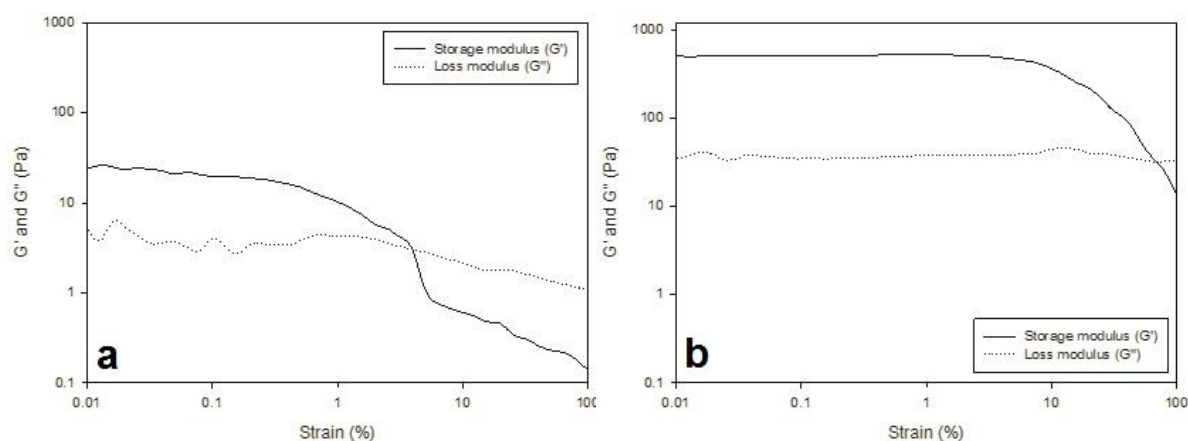 1000
100
10
1
0.1
G' and G'' (Pa)
Storage modulus (G')
Loss modulus (G'')
a
0.01 0.1 1 10 100
Strain (%)
1000
100
10
1
0.1
G' and G'' (Pa)
Storage modulus (G')
Loss modulus (G'')
b
0.01 0.1 1 10 100
Strain (%)